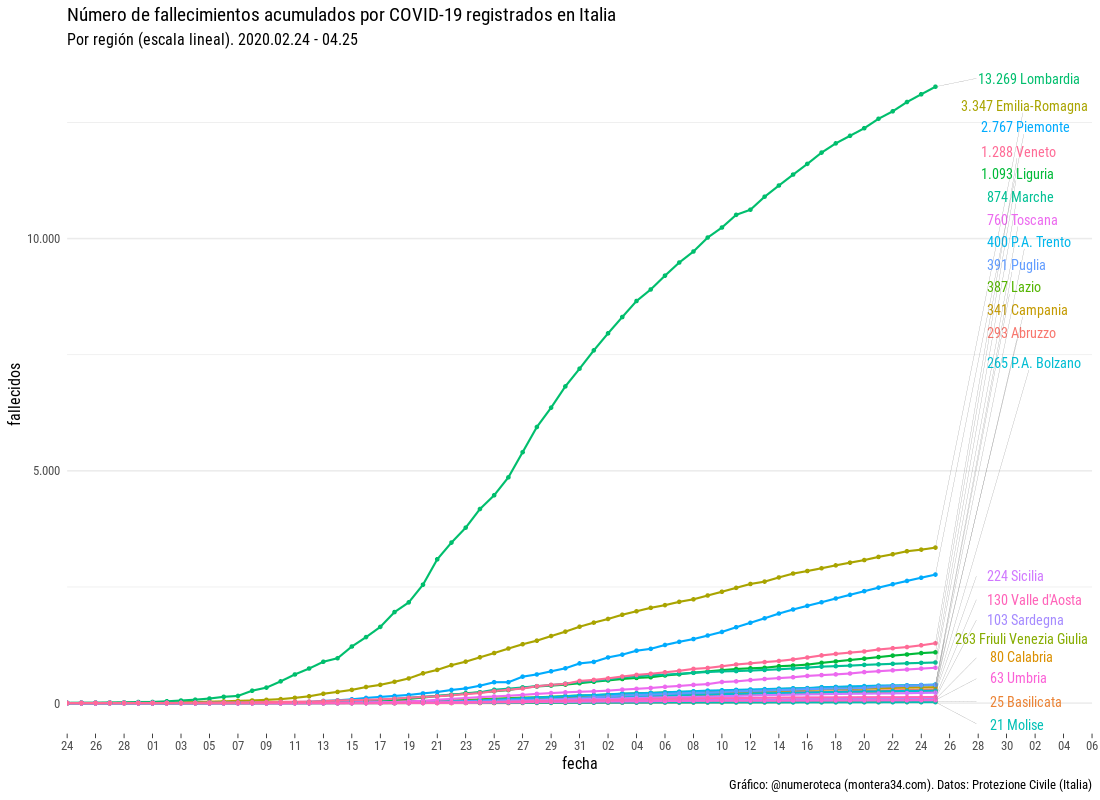 Número de fallecimientos acumulados por COVID-19 registrados en Italia
Por región (escala lineal). 2020.02.24 - 04.25
13.269 Lombardia
3.347 Emilia-Romagna
2.767 Piemonte
1.288 Veneto
1.093 Liguria
874 Marche
760 Toscana
400 P.A. Trento
391 Puglia
387 Lazio
341 Campania
293 Abruzzo
265 P.A. Bolzano
224 Sicilia
130 Valle d'Aosta
103 Sardegna
263 Friuli Venezia Giulia
80 Calabria
63 Umbria
25 Basilicata
21 Molise
10.000
5.000
0
fallecidos
24 26 28 01 03 05 07 09 11 13 15 17 19 21 23 25 27 29 31 02 04 06 08 10 12 14 16 18 20 22 24 26 28 30 02 04 06
fecha
Gráfico: @numeroteca (montera34.com). Datos: Protezione Civile (Italia)